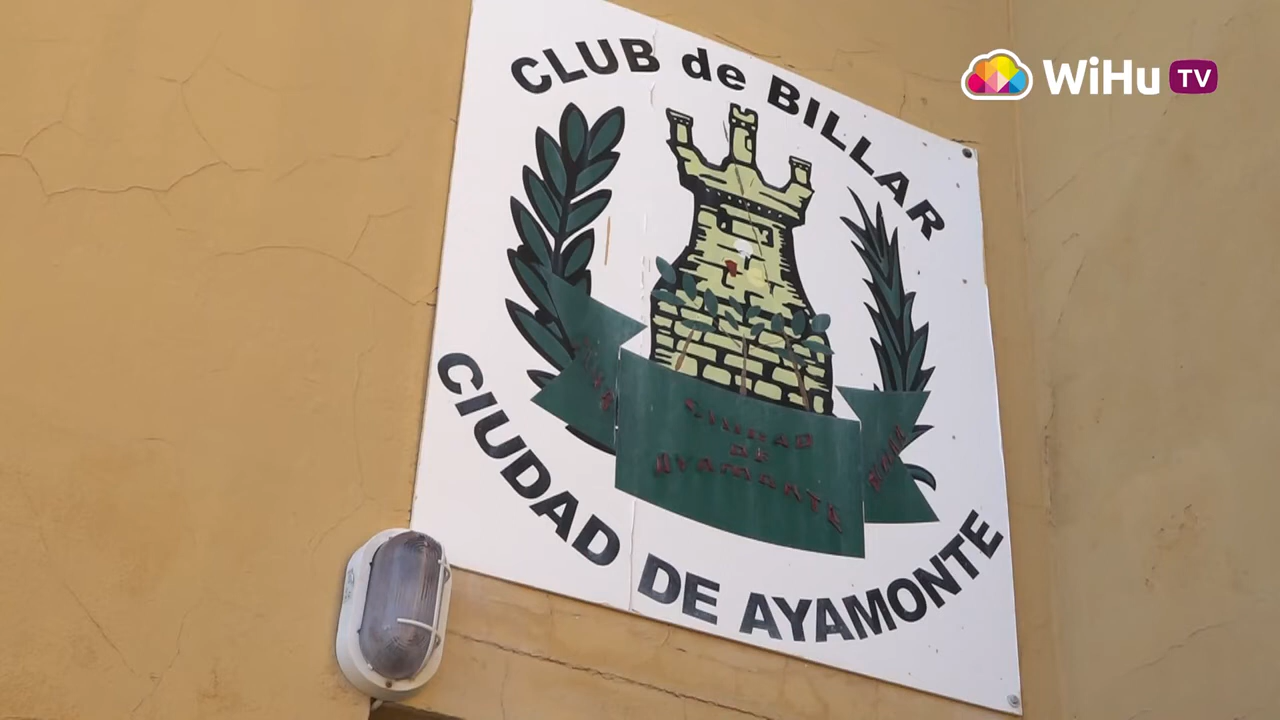 WiHu TV
CLUB de BILLAR
CIUDAD
DE
AYAMONTE
CIUDAD DE AYAMONTE